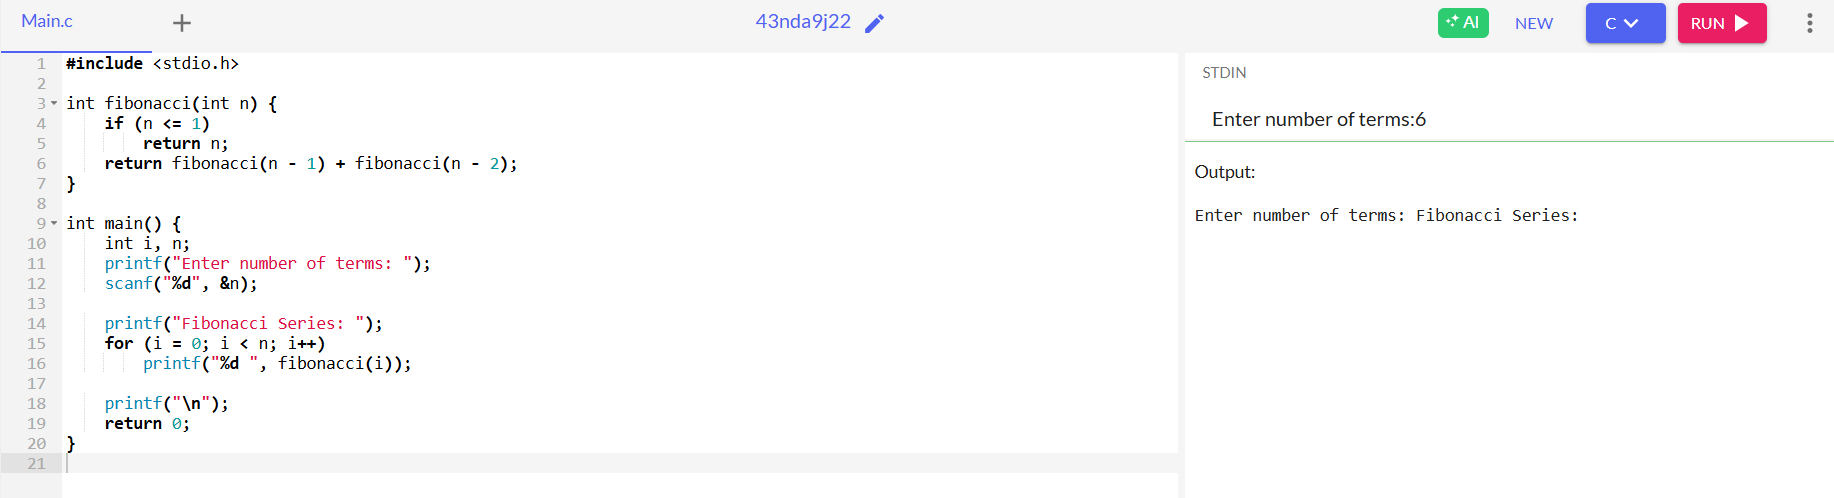 Main.c + 43nda9j22 AI NEW C RUN
1 #include <stdio.h>
2
3 int fibonacci(int n) {
4     if (n <= 1)
5         return n;
6     return fibonacci(n - 1) + fibonacci(n - 2);
7 }
8
9 int main() {
10     int i, n;
11     printf("Enter number of terms: ");
12     scanf("%d", &n);
13
14     printf("Fibonacci Series: ");
15     for (i = 0; i < n; i++)
16         printf("%d ", fibonacci(i));
17
18     printf("\n");
19     return 0;
20 }
21
STDIN
Enter number of terms:6
Output:
Enter number of terms: Fibonacci Series: